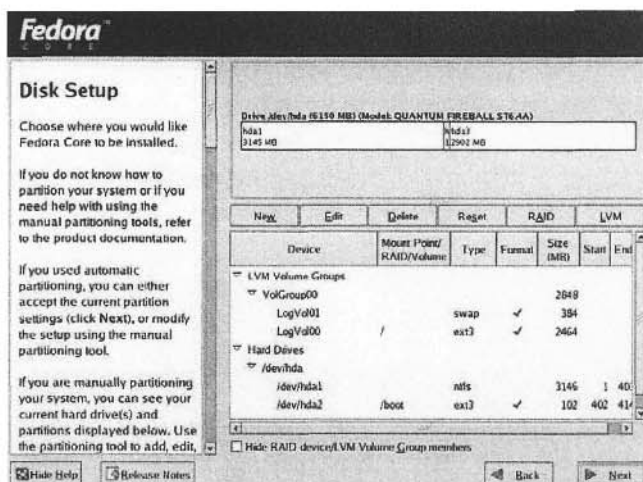 Fedora™
CORE
Disk Setup
Choose where you would like
Fedora Core to be installed.
If you do not know how to
partition your system or if you
need help with using the
manual partitioning tools, refer
to the product documentation.
If you used automatic
partitioning, you can either
accept the current partition
settings (click Next), or modify
the setup using the manual
partitioning tool.
If you are manually partitioning
your system, you can see your
current hard drive(s) and
partitions displayed below. Use
the partitioning tool to add, edit,
Drive /dev/hda (6150 MB) (Model: QUANTUM FIREBALL ST6.4A)
hda1 hda3
3145 MB 2902 MB
New Edit Delete Reset RAID LVM
Device Mount Point/ RAID/Volume Type Format Size (MB) Start End
LVM Volume Groups
VolGroup00 2848
LogVol01 swap ✓ 384
LogVol00 / ext3 ✓ 2464
Hard Drives
/dev/hda
/dev/hda1 ntfs 3146 1 401
/dev/hda2 /boot ext3 ✓ 102 402 414
Hide RAID device/LVM Volume Group members
Hide Help Release Notes Back Next